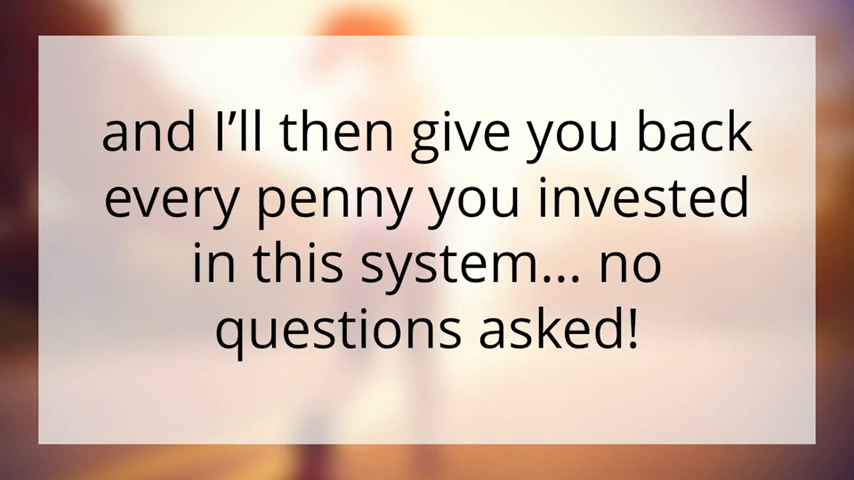 and I’ll then give you back
every penny you invested
in this system... no
questions asked!